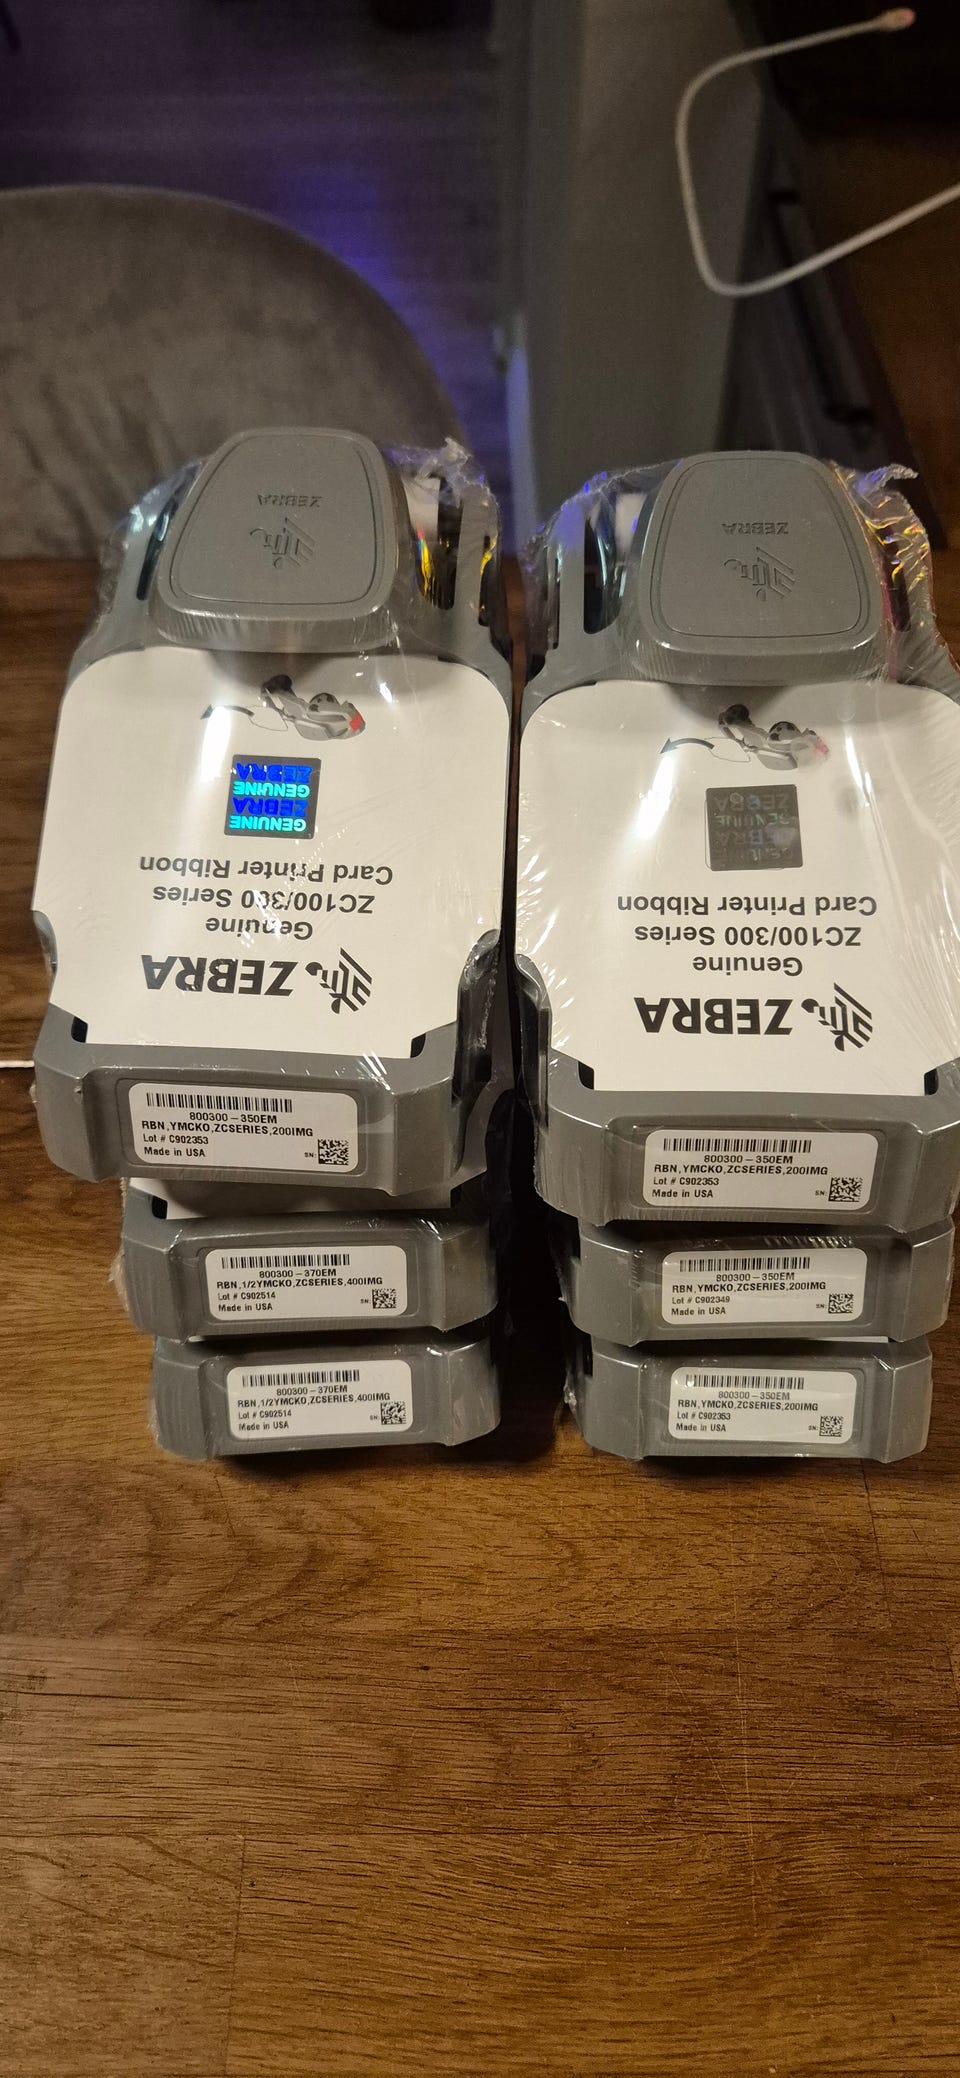 ZEBRA
GENUINE
ZEBRA
GENUINE
ZEBRA
Card Printer Ribbon
ZC100/300 Series
Genuine
ZEBRA
800300-350EM
RBN,YMCKO,ZCSERIES,200IMG
Lot # C902353
Made in USA
SN:
800300-370EM
RBN,1/2YMCKO,ZCSERIES,400IMG
Lot # C902514
Made in USA
SN:
800300-370EM
RBN,1/2YMCKO,ZCSERIES,400IMG
Lot # C902514
Made in USA
SN:
ZEBRA
GENUINE
ZEBRA
GENUINE
ZEBRA
Card Printer Ribbon
ZC100/300 Series
Genuine
ZEBRA
800300-350EM
RBN,YMCKO,ZCSERIES,200IMG
Lot # C902353
Made in USA
SN:
800300-350EM
RBN,YMCKO,ZCSERIES,200IMG
Lot # C902349
Made in USA
SN:
800300-350EM
RBN,YMCKO,ZCSERIES,200IMG
Lot # C902353
Made in USA
SN: